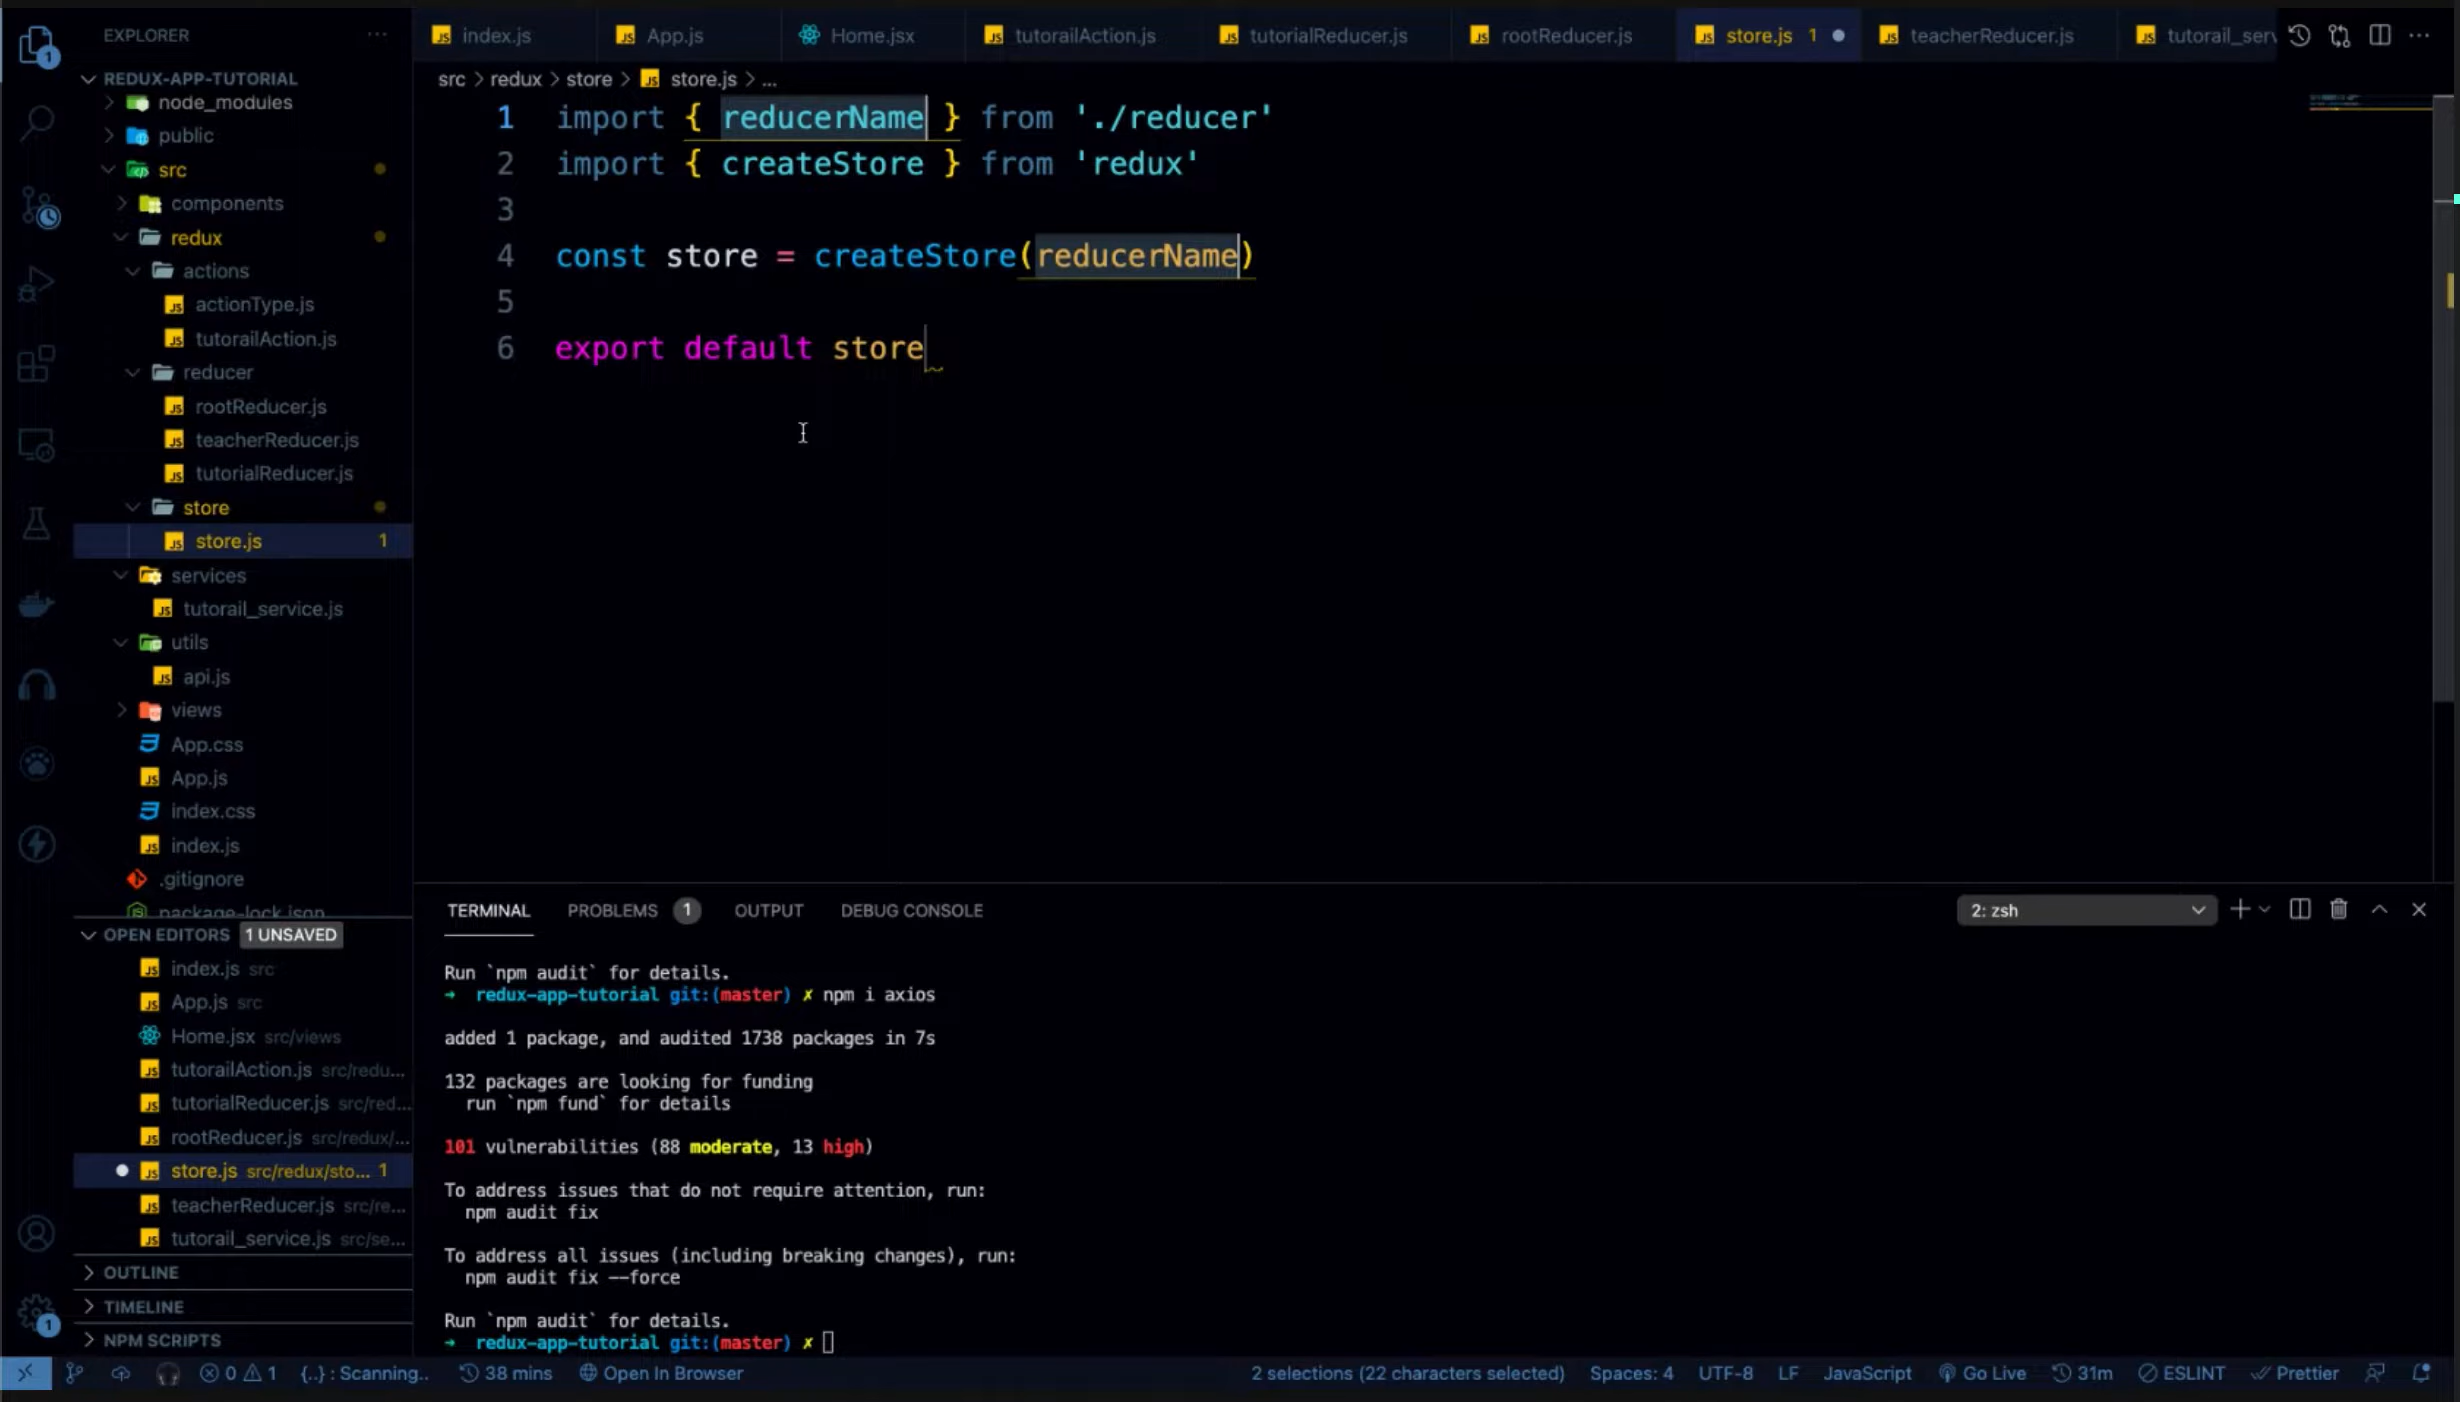 EXPLORER
REDUX-APP-TUTORIAL
node_modules
public
src
components
redux
actions
actionType.js
tutorailAction.js
reducer
rootReducer.js
teacherReducer.js
tutorialReducer.js
store
store.js 1
services
tutorail_service.js
utils
api.js
views
App.css
App.js
index.css
index.js
.gitignore
package-lock.json
OPEN EDITORS 1 UNSAVED
index.js src
App.js src
Home.jsx src/views
tutorailAction.js src/redu...
tutorialReducer.js src/red...
rootReducer.js src/redux/...
store.js src/redux/sto... 1
teacherReducer.js src/re...
tutorail_service.js src/se...
OUTLINE
TIMELINE
NPM SCRIPTS
index.js App.js Home.jsx tutorailAction.js tutorialReducer.js rootReducer.js store.js 1 teacherReducer.js tutorail_serv
src > redux > store > store.js > ...
1 import { reducerName } from './reducer'
2 import { createStore } from 'redux'
3
4 const store = createStore(reducerName)
5
6 export default store
TERMINAL PROBLEMS 1 OUTPUT DEBUG CONSOLE 2: zsh
Run `npm audit` for details.
→ redux-app-tutorial git:(master) ✗ npm i axios
added 1 package, and audited 1738 packages in 7s
132 packages are looking for funding
run `npm fund` for details
101 vulnerabilities (88 moderate, 13 high)
To address issues that do not require attention, run:
npm audit fix
To address all issues (including breaking changes), run:
npm audit fix --force
Run `npm audit` for details.
→ redux-app-tutorial git:(master) ✗
0 1 {..} : Scanning.. 38 mins Open In Browser 2 selections (22 characters selected) Spaces: 4 UTF-8 LF JavaScript Go Live 31m ESLINT Prettier